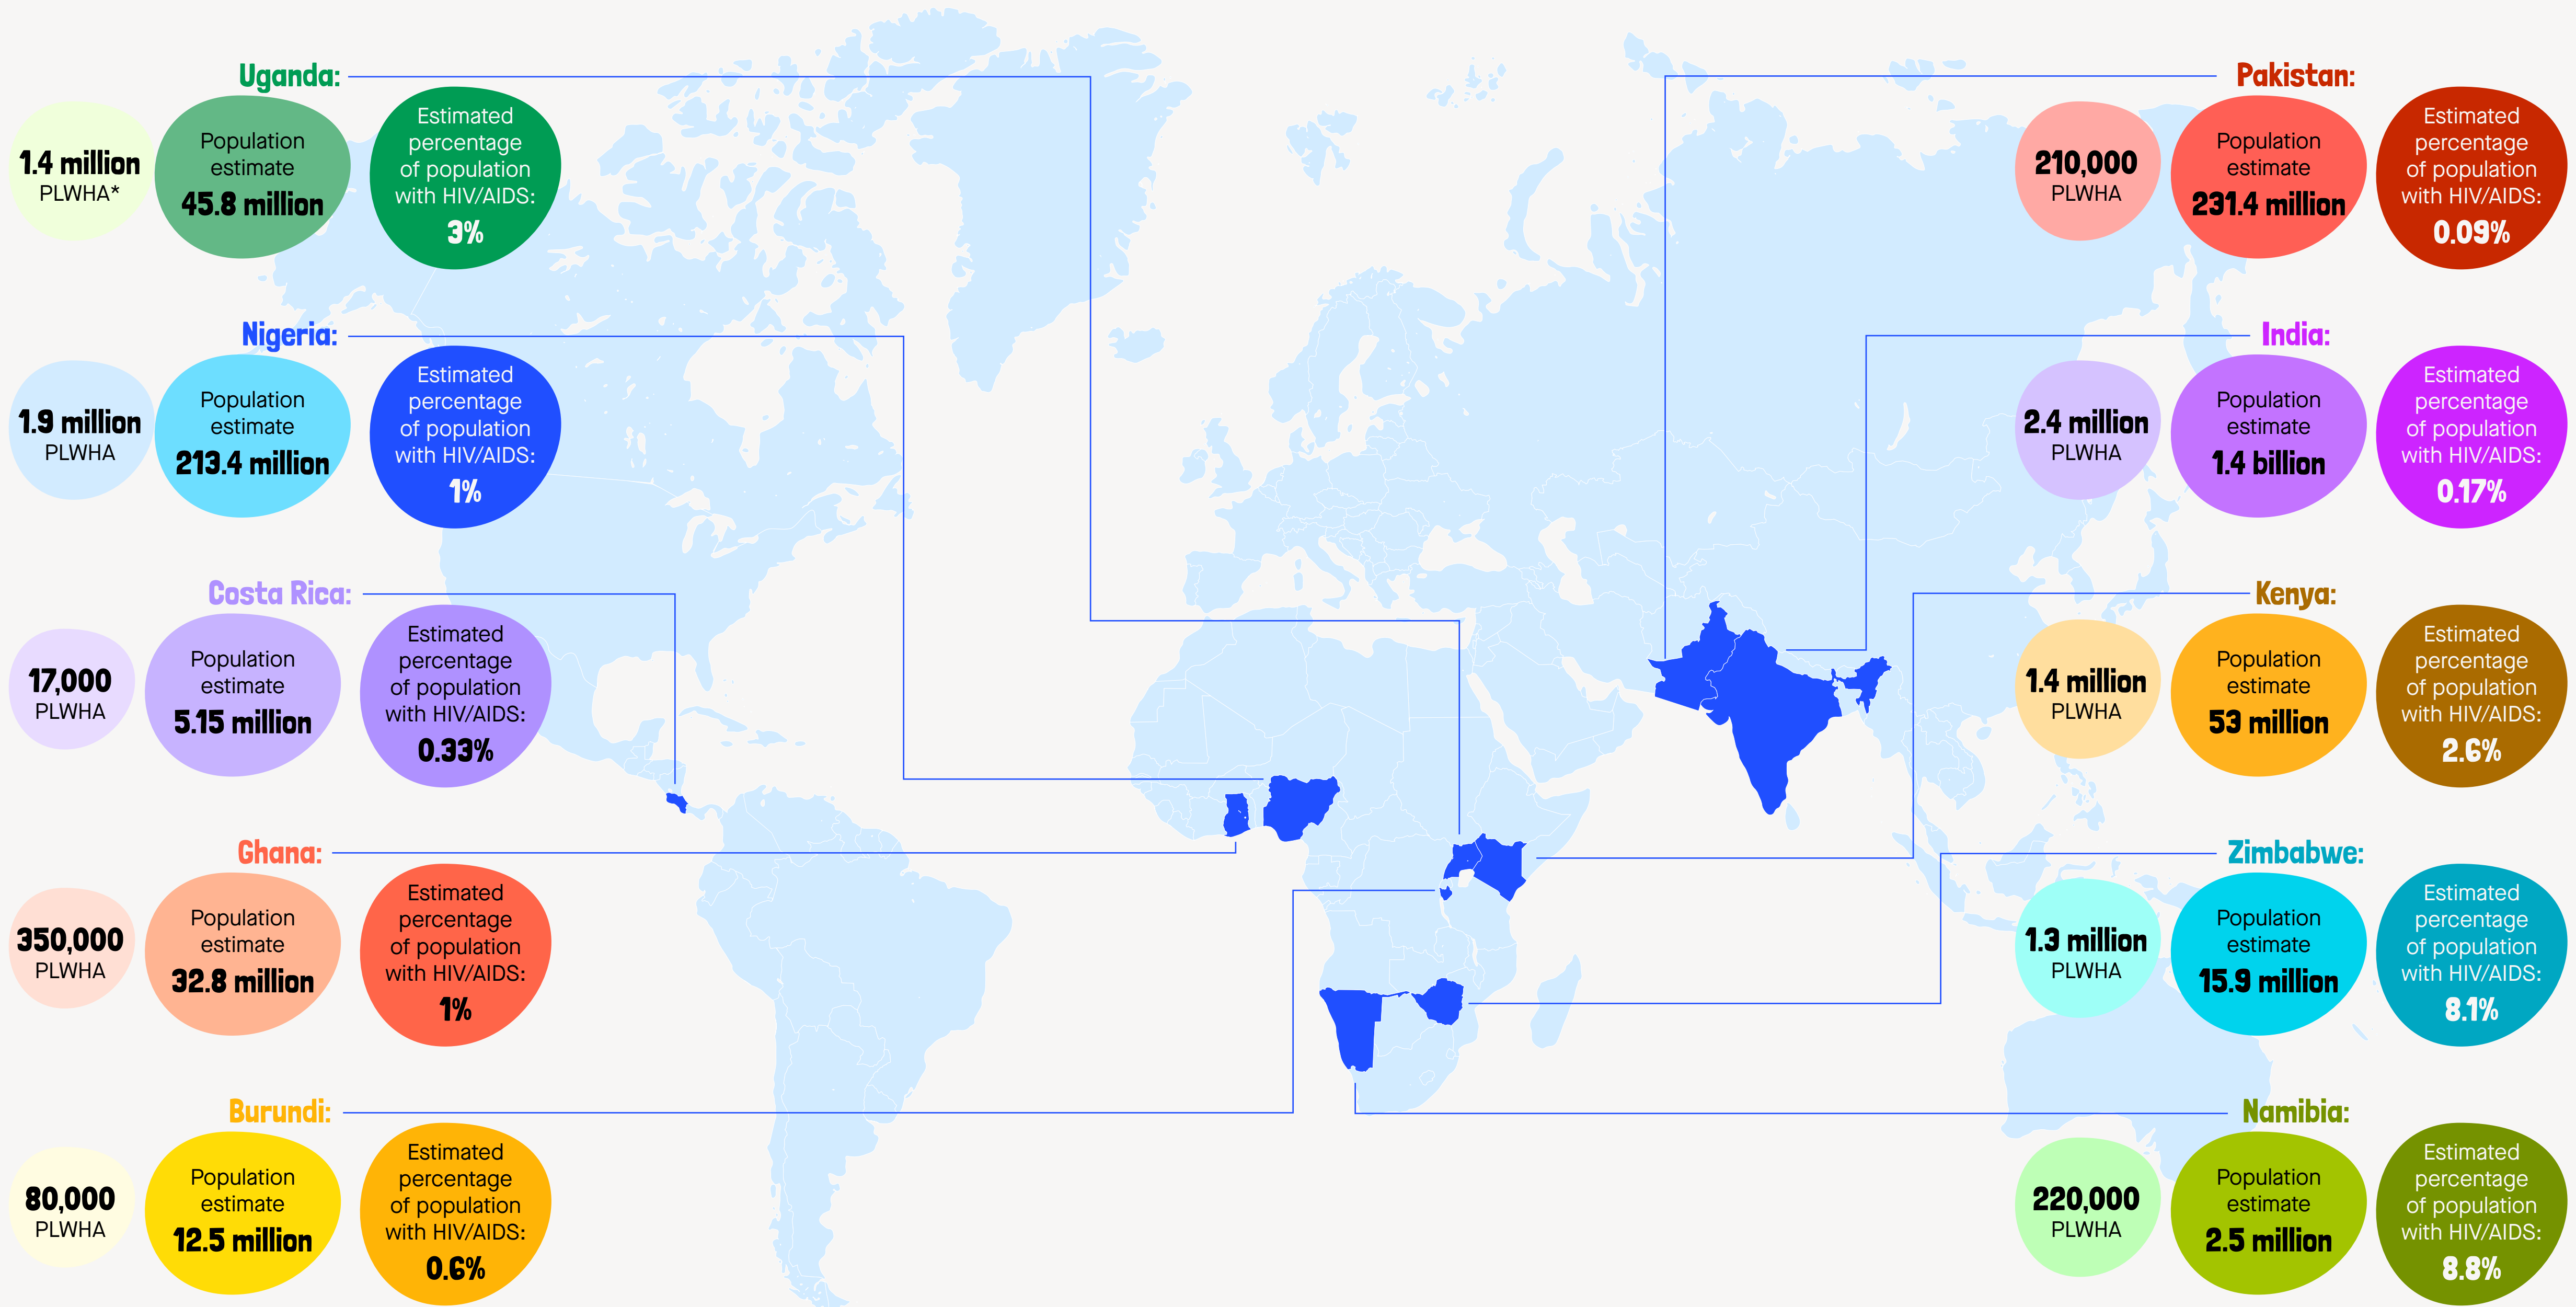 Uganda:
1.4 million
PLWHA*
Population
estimate
45.8 million
Estimated
percentage
of population
with HIV/AIDS:
3%
Nigeria:
1.9 million
PLWHA
Population
estimate
213.4 million
Estimated
percentage
of population
with HIV/AIDS:
1%
Costa Rica:
17,000
PLWHA
Population
estimate
5.15 million
Estimated
percentage
of population
with HIV/AIDS:
0.33%
Ghana:
350,000
PLWHA
Population
estimate
32.8 million
Estimated
percentage
of population
with HIV/AIDS:
1%
Burundi:
80,000
PLWHA
Population
estimate
12.5 million
Estimated
percentage
of population
with HIV/AIDS:
0.6%
Pakistan:
210,000
PLWHA
Population
estimate
231.4 million
Estimated
percentage
of population
with HIV/AIDS:
0.09%
India:
2.4 million
PLWHA
Population
estimate
1.4 billion
Estimated
percentage
of population
with HIV/AIDS:
0.17%
Kenya:
1.4 million
PLWHA
Population
estimate
53 million
Estimated
percentage
of population
with HIV/AIDS:
2.6%
Zimbabwe:
1.3 million
PLWHA
Population
estimate
15.9 million
Estimated
percentage
of population
with HIV/AIDS:
8.1%
Namibia:
220,000
PLWHA
Population
estimate
2.5 million
Estimated
percentage
of population
with HIV/AIDS:
8.8%